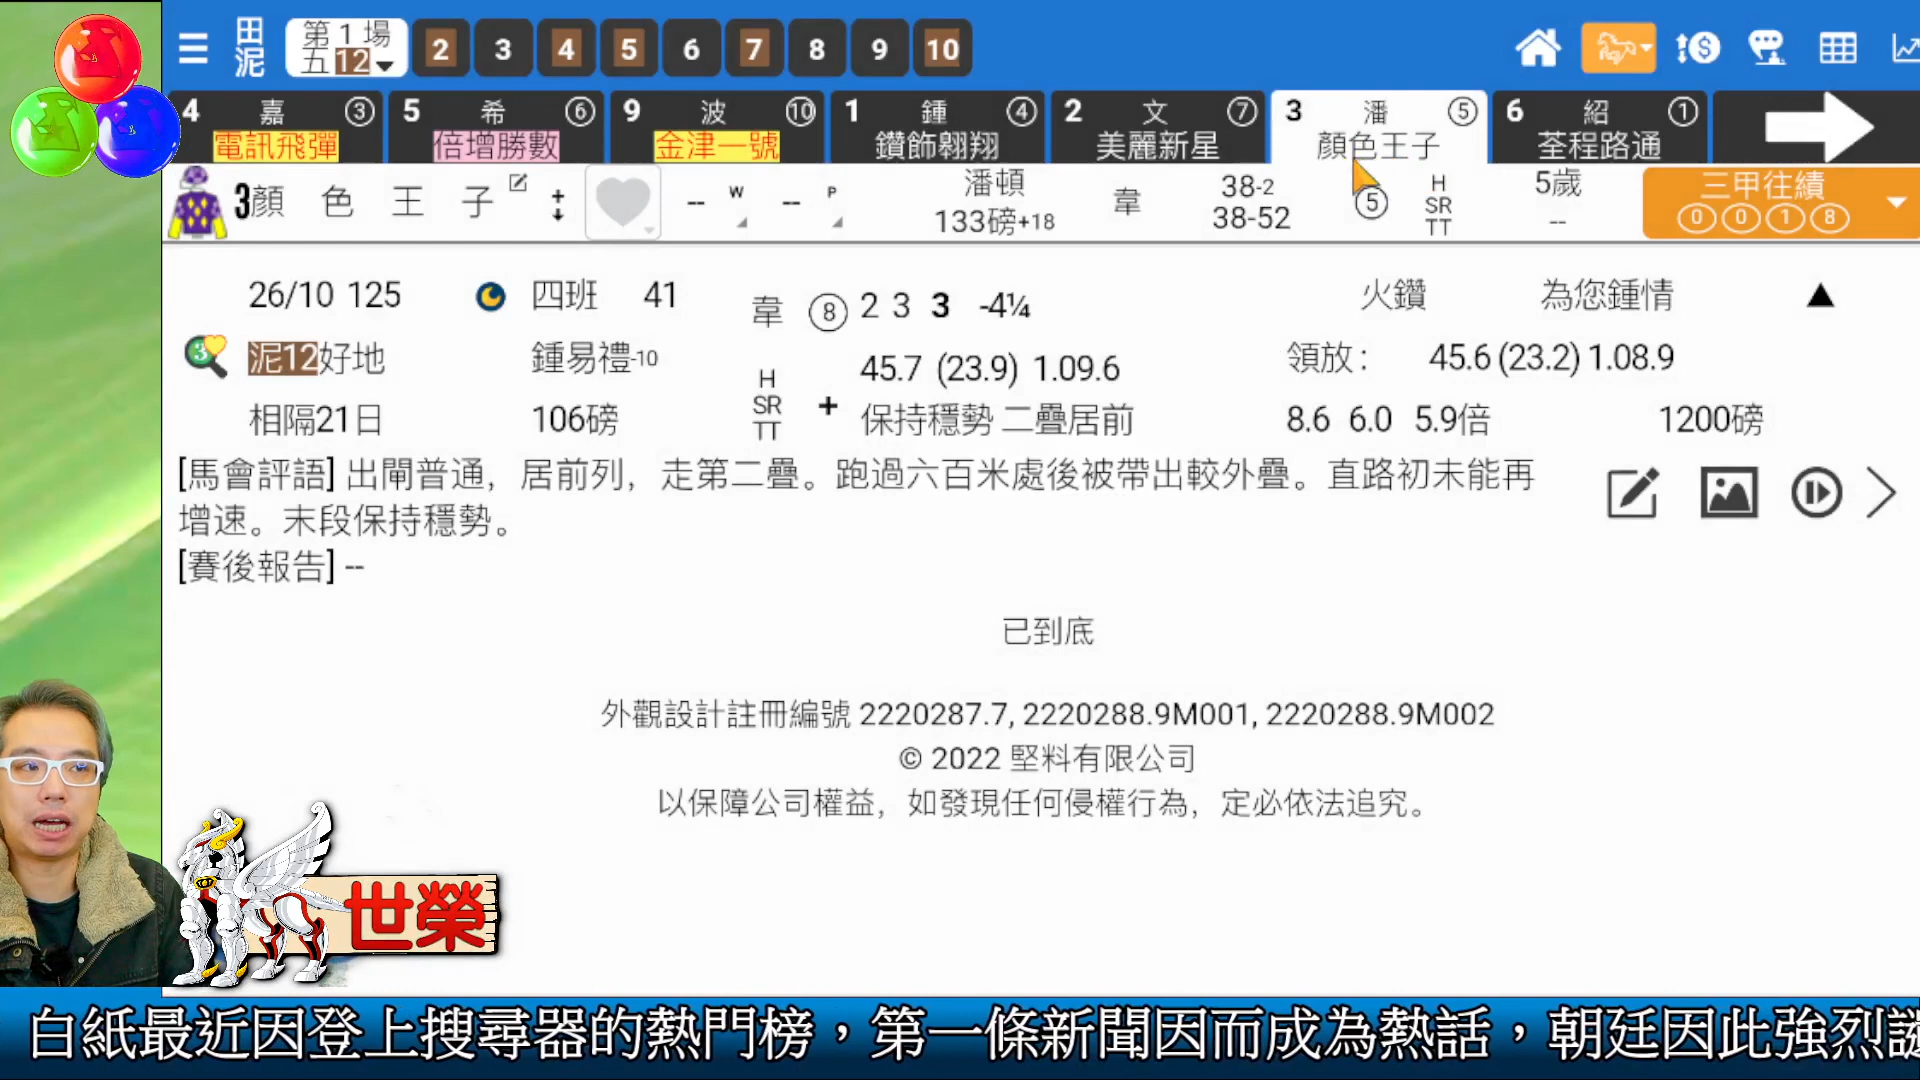 田泥
第1場
五12
2 3 4 5 6 7 8 9 10
4 嘉 ③ 電訊飛彈
5 希 ⑥ 倍增勝數
9 波 ⑩ 金津一號
1 鍾 ④ 鑽飾翱翔
2 文 ⑦ 美麗新星
3 潘 ⑤ 顏色王子
6 紹 ① 荃程路通
3顏色王子
-- W -- P
潘頓
133磅+18
韋
38-2
38-52
⑤
H
SR
TT
5歲
--
三甲往績
⓪ ⓪ ① ⑧
26/10 125 四班 41 韋 ⑧ 2 3 3 -4¼ 火鑽 為您鍾情
3 泥12好地 鍾易禮-10 45.7 (23.9) 1.09.6 領放: 45.6 (23.2) 1.08.9
相隔21日 106磅 H SR TT + 保持穩勢 二疊居前 8.6 6.0 5.9倍 1200磅
[馬會評語] 出閘普通，居前列，走第二疊。跑過六百米處後被帶出較外疊。直路初未能再
增速。末段保持穩勢。
[賽後報告] --
已到底
外觀設計註冊編號 2220287.7, 2220288.9M001, 2220288.9M002
© 2022 堅料有限公司
以保障公司權益，如發現任何侵權行為，定必依法追究。
世榮
白紙最近因登上搜尋器的熱門榜，第一條新聞因而成為熱話，朝廷因此強烈譴